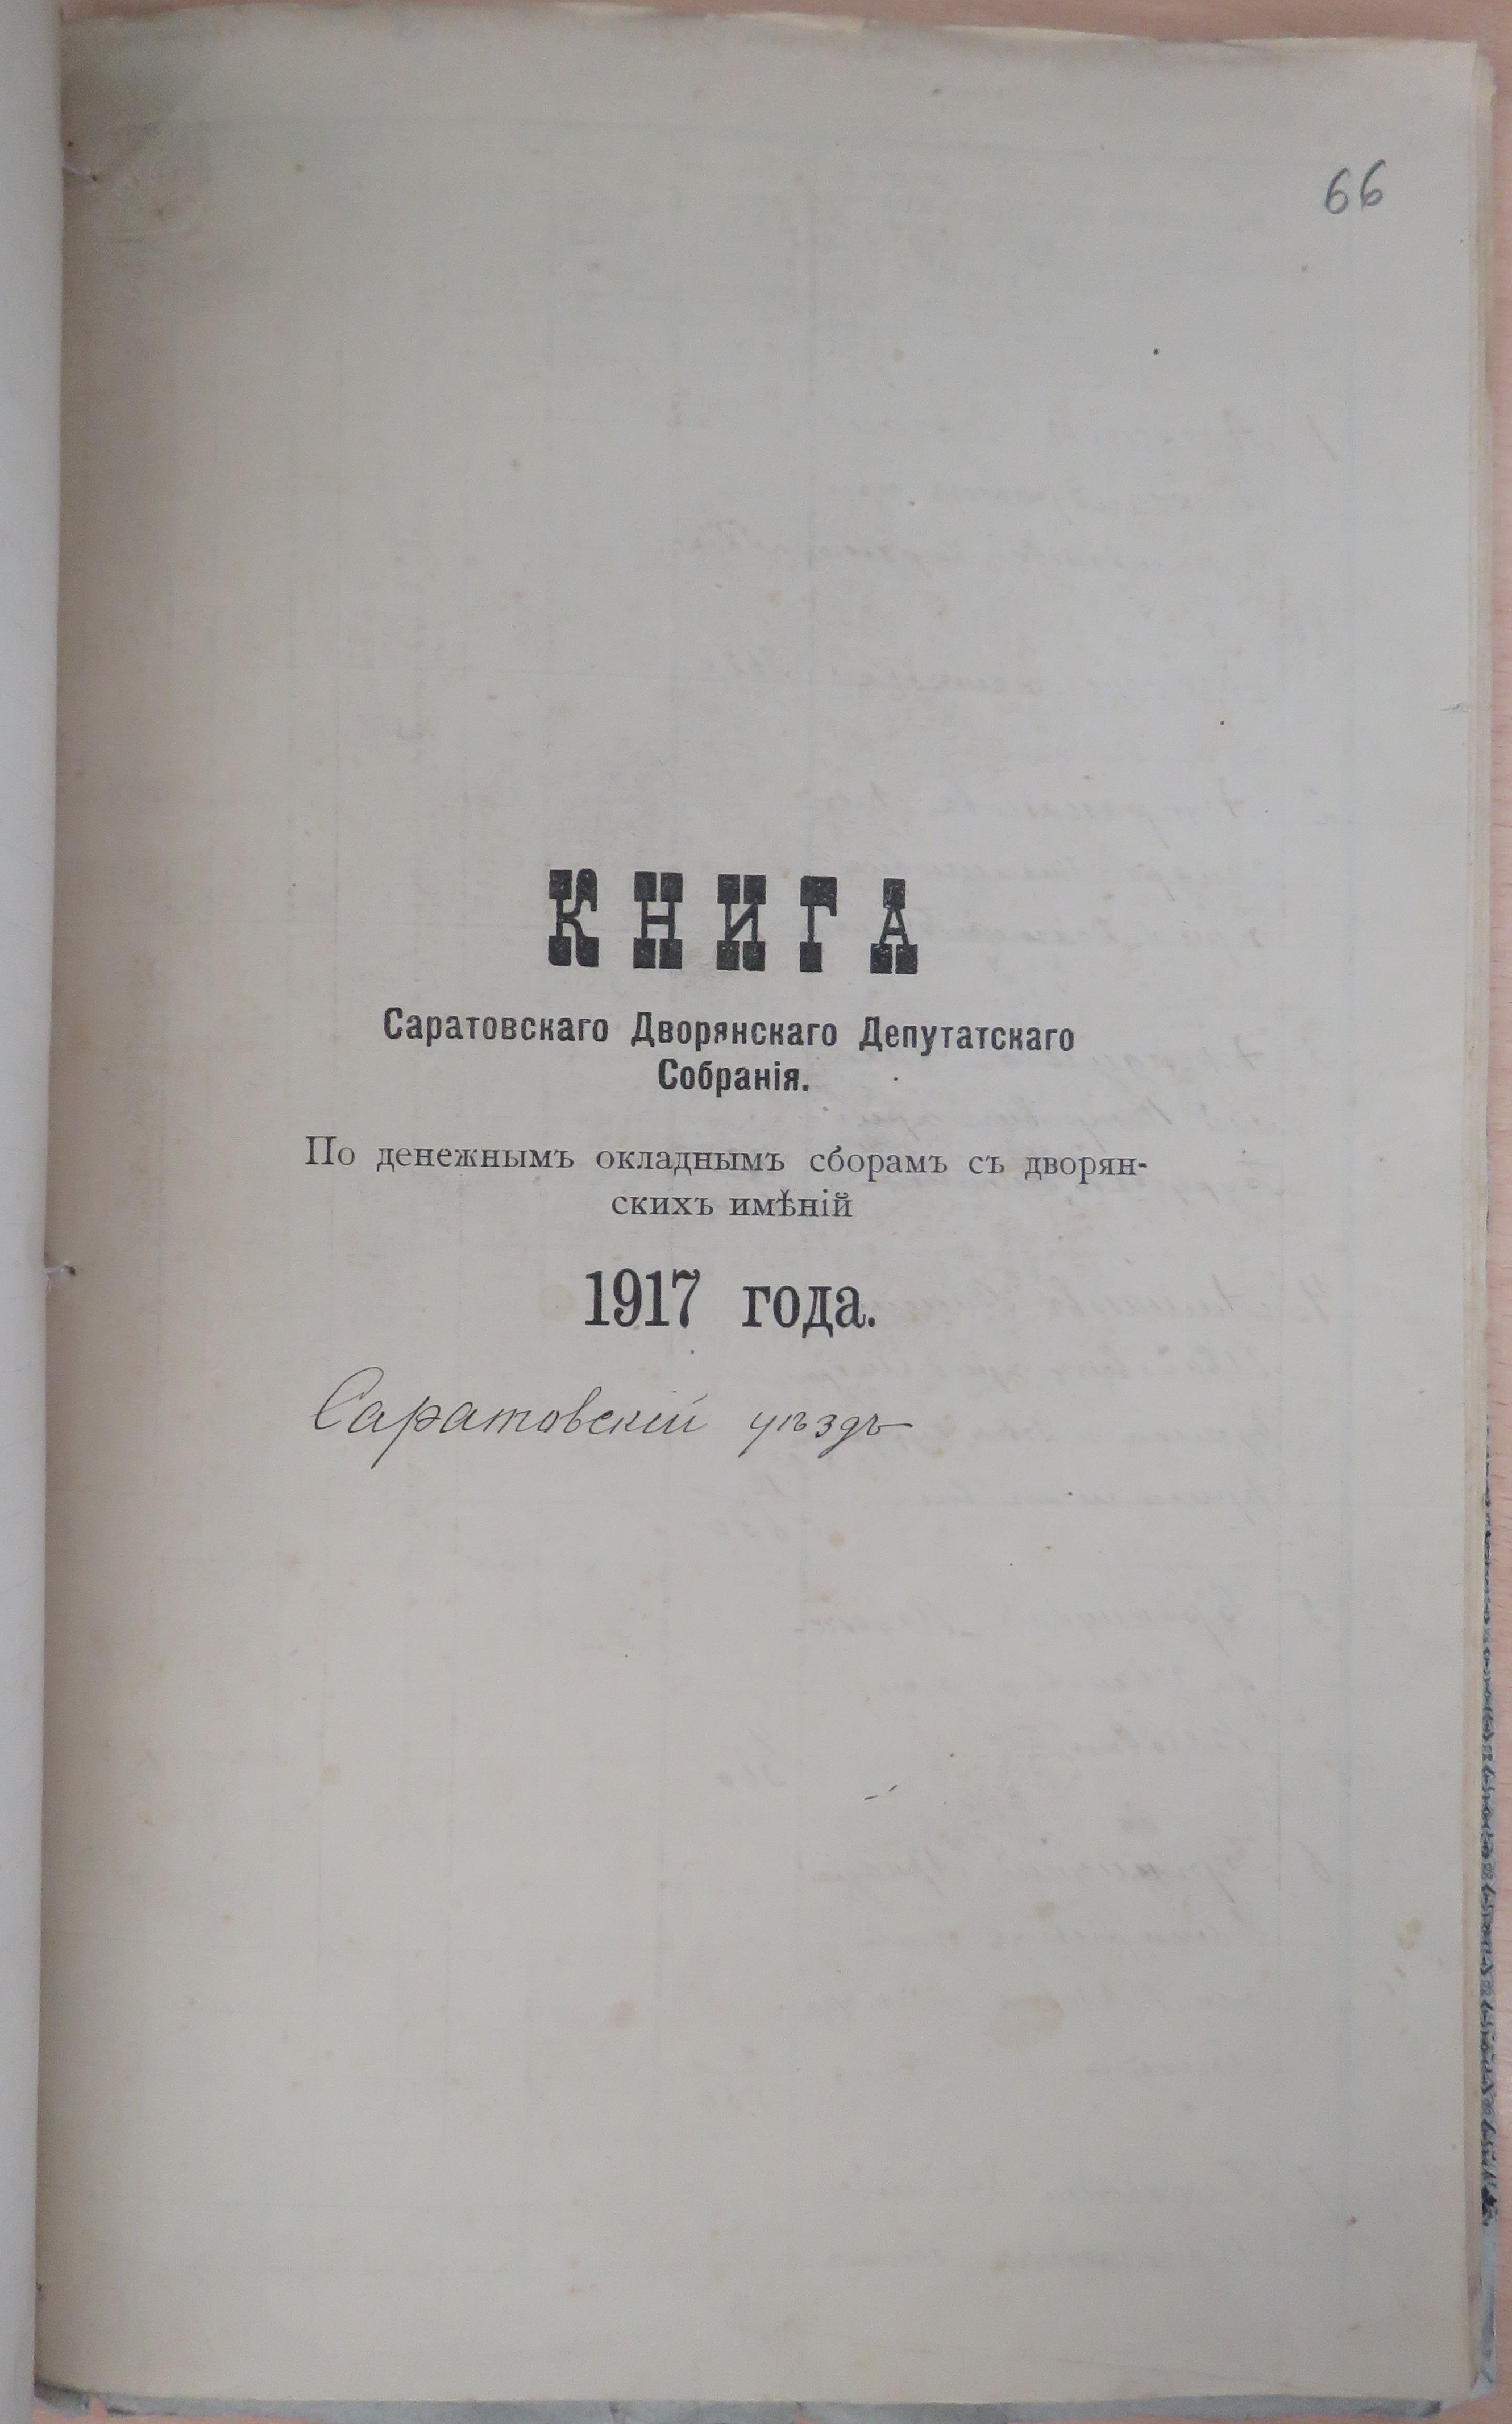 66
КНИГА
Саратовскаго Дворянскаго Депутатскаго
Собранія.
По денежнымъ окладнымъ сборамъ съ дворян-
скихъ имѣній
1917 года.
Саратовскій уѣздъ